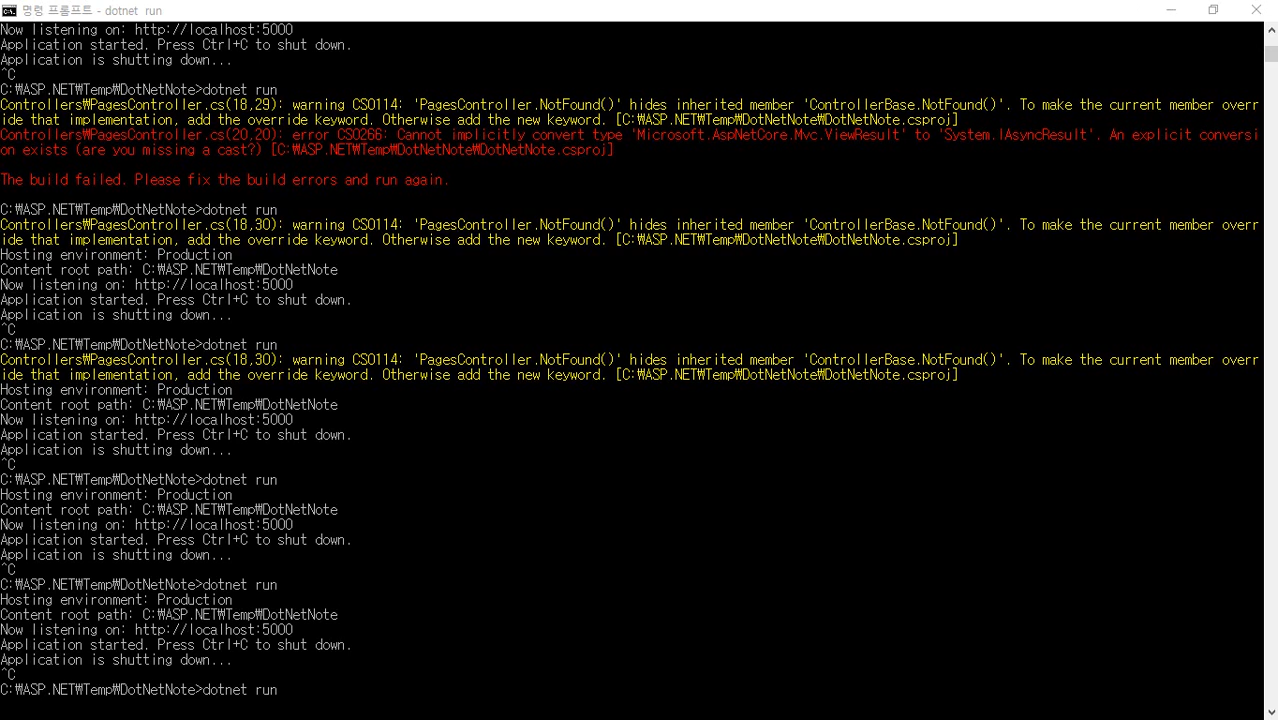 명령 프롬프트 - dotnet  run
Now listening on: http://localhost:5000
Application started. Press Ctrl+C to shut down.
Application is shutting down...
^C
C:₩ASP.NET₩Temp₩DotNetNote>dotnet run
Controllers₩PagesController.cs(18,29): warning CS0114: 'PagesController.NotFound()' hides inherited member 'ControllerBase.NotFound()'. To make the current member overr
ide that implementation, add the override keyword. Otherwise add the new keyword. [C:₩ASP.NET₩Temp₩DotNetNote₩DotNetNote.csproj]
Controllers₩PagesController.cs(20,20): error CS0266: Cannot implicitly convert type 'Microsoft.AspNetCore.Mvc.ViewResult' to 'System.IAsyncResult'. An explicit conversi
on exists (are you missing a cast?) [C:₩ASP.NET₩Temp₩DotNetNote₩DotNetNote.csproj]
The build failed. Please fix the build errors and run again.
C:₩ASP.NET₩Temp₩DotNetNote>dotnet run
Controllers₩PagesController.cs(18,30): warning CS0114: 'PagesController.NotFound()' hides inherited member 'ControllerBase.NotFound()'. To make the current member overr
ide that implementation, add the override keyword. Otherwise add the new keyword. [C:₩ASP.NET₩Temp₩DotNetNote₩DotNetNote.csproj]
Hosting environment: Production
Content root path: C:₩ASP.NET₩Temp₩DotNetNote
Now listening on: http://localhost:5000
Application started. Press Ctrl+C to shut down.
Application is shutting down...
^C
C:₩ASP.NET₩Temp₩DotNetNote>dotnet run
Controllers₩PagesController.cs(18,30): warning CS0114: 'PagesController.NotFound()' hides inherited member 'ControllerBase.NotFound()'. To make the current member overr
ide that implementation, add the override keyword. Otherwise add the new keyword. [C:₩ASP.NET₩Temp₩DotNetNote₩DotNetNote.csproj]
Hosting environment: Production
Content root path: C:₩ASP.NET₩Temp₩DotNetNote
Now listening on: http://localhost:5000
Application started. Press Ctrl+C to shut down.
Application is shutting down...
^C
C:₩ASP.NET₩Temp₩DotNetNote>dotnet run
Hosting environment: Production
Content root path: C:₩ASP.NET₩Temp₩DotNetNote
Now listening on: http://localhost:5000
Application started. Press Ctrl+C to shut down.
Application is shutting down...
^C
C:₩ASP.NET₩Temp₩DotNetNote>dotnet run
Hosting environment: Production
Content root path: C:₩ASP.NET₩Temp₩DotNetNote
Now listening on: http://localhost:5000
Application started. Press Ctrl+C to shut down.
Application is shutting down...
^C
C:₩ASP.NET₩Temp₩DotNetNote>dotnet run